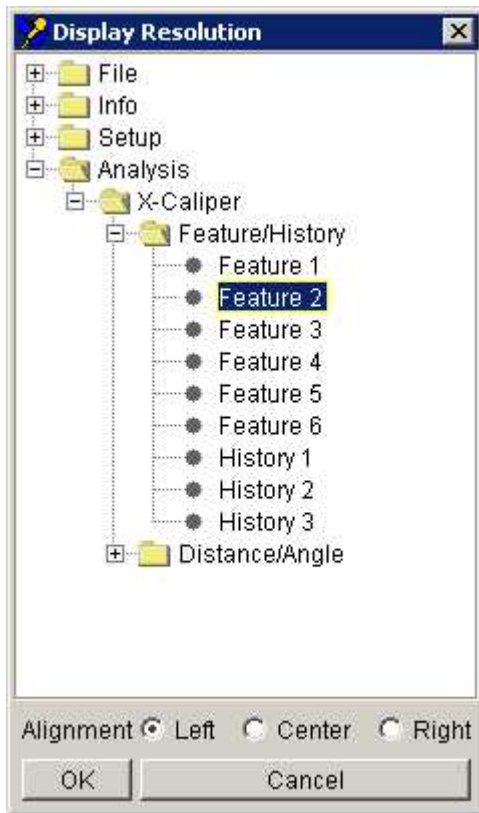 Display Resolution
File
Info
Setup
Analysis
X-Caliper
Feature/History
Feature 1
Feature 2
Feature 3
Feature 4
Feature 5
Feature 6
History 1
History 2
History 3
Distance/Angle
Alignment Left Center Right
OK Cancel